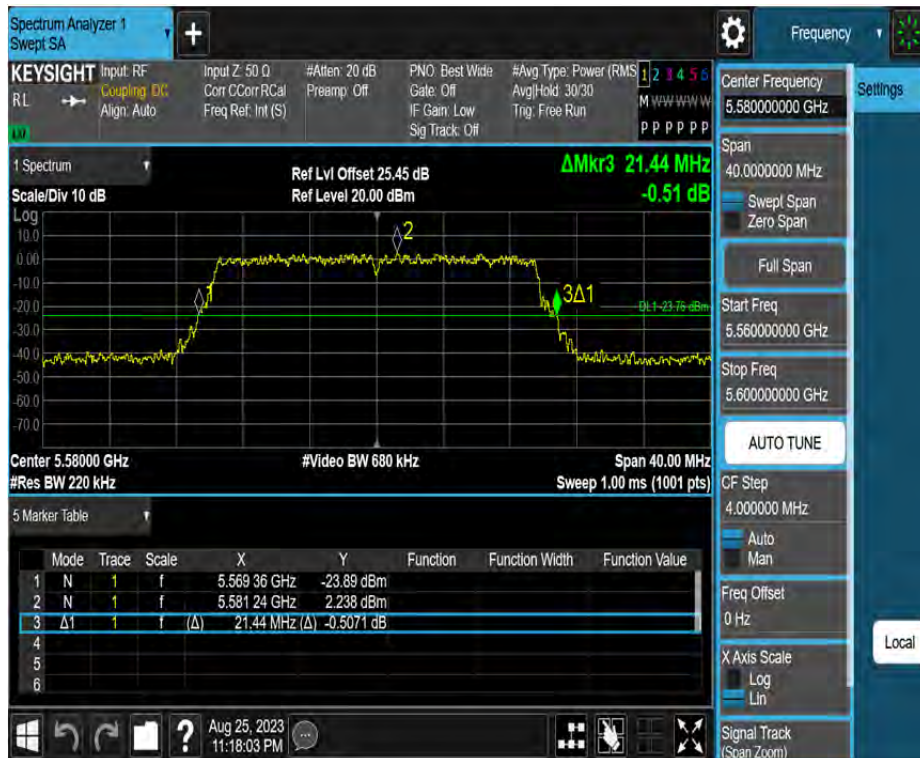 Spectrum Analyzer 1
Swept SA
+
Frequency
KEYSIGHT
RL
LXI
Input: RF
Coupling: DC
Align: Auto
Input Z: 50 Ω
Corr CCorr RCal
Freq Ref: Int (S)
#Atten: 20 dB
Preamp: Off
PNO: Best Wide
Gate: Off
IF Gain: Low
Sig Track: Off
#Avg Type: Power (RMS
Avg|Hold: 30/30
Trig: Free Run
1 2 3 4 5 6
M W W W W W
P P P P P P
1 Spectrum
Scale/Div 10 dB
Ref Lvl Offset 25.45 dB
Ref Level 20.00 dBm
ΔMkr3 21.44 MHz
-0.51 dB
Log
10.0
0.00
-10.0
-20.0
-30.0
-40.0
-50.0
-60.0
-70.0
1
2
3Δ1
DL1 -23.76 dBm
Center 5.58000 GHz
#Video BW 680 kHz
Span 40.00 MHz
#Res BW 220 kHz
Sweep 1.00 ms (1001 pts)
5 Marker Table
Mode Trace Scale X Y Function Function Width Function Value
1 N 1 f 5.569 36 GHz -23.89 dBm
2 N 1 f 5.581 24 GHz 2.238 dBm
3 Δ1 1 f (Δ) 21.44 MHz (Δ) -0.5071 dB
4
5
6
?
Aug 25, 2023
11:18:03 PM
Center Frequency
5.580000000 GHz
Span
40.0000000 MHz
Swept Span
Zero Span
Full Span
Start Freq
5.560000000 GHz
Stop Freq
5.600000000 GHz
AUTO TUNE
CF Step
4.000000 MHz
Auto
Man
Freq Offset
0 Hz
X Axis Scale
Log
Lin
Signal Track
(Span Zoom)
Settings
Local